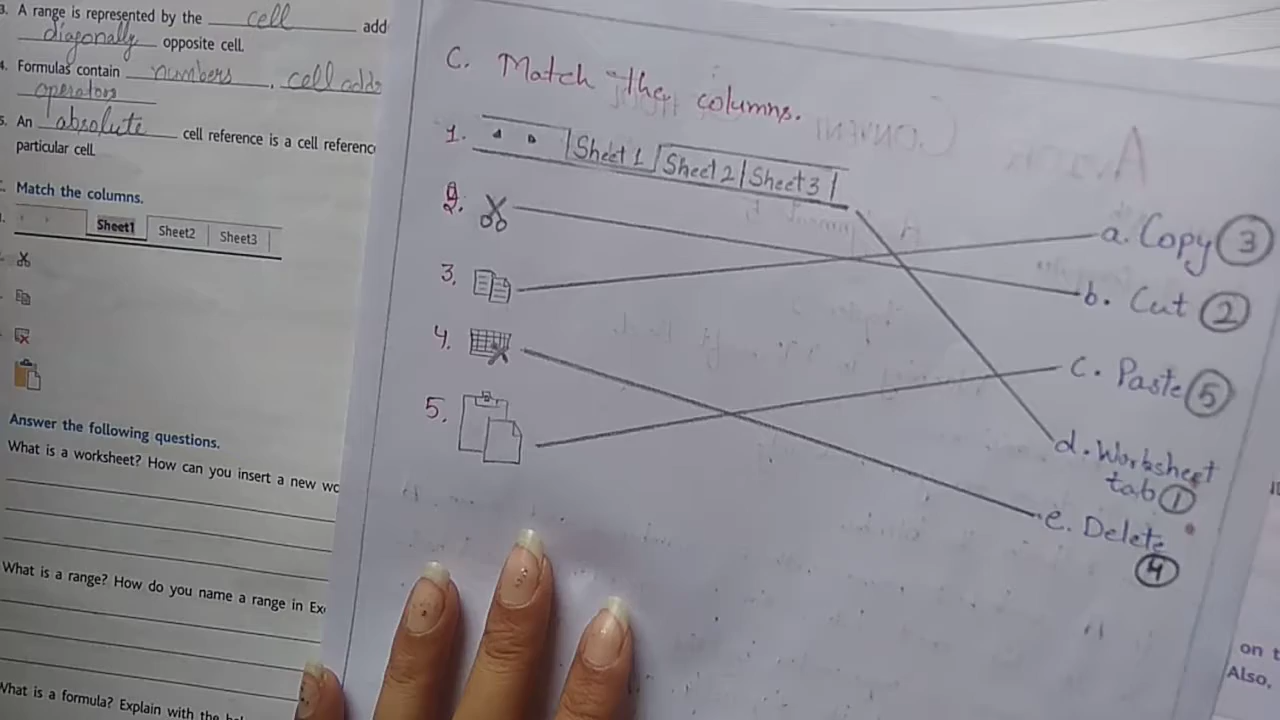 3. A range is represented by the cell add
diagonally opposite cell.
4. Formulas contain numbers, cell adds
operators
5. An absolute cell reference is a cell referenc
particular cell.
Match the columns.
Sheet1 Sheet2 Sheet3
Answer the following questions.
What is a worksheet? How can you insert a new wo
What is a range? How do you name a range in Ex
What is a formula? Explain with the
C. Match the columns.
1. Sheet 1 Sheet 2 Sheet 3
2.
3.
4.
5.
a. Copy 3
b. Cut 2
c. Paste 5
d. Worksheet
tab 1
e. Delete
4
on t
Also,